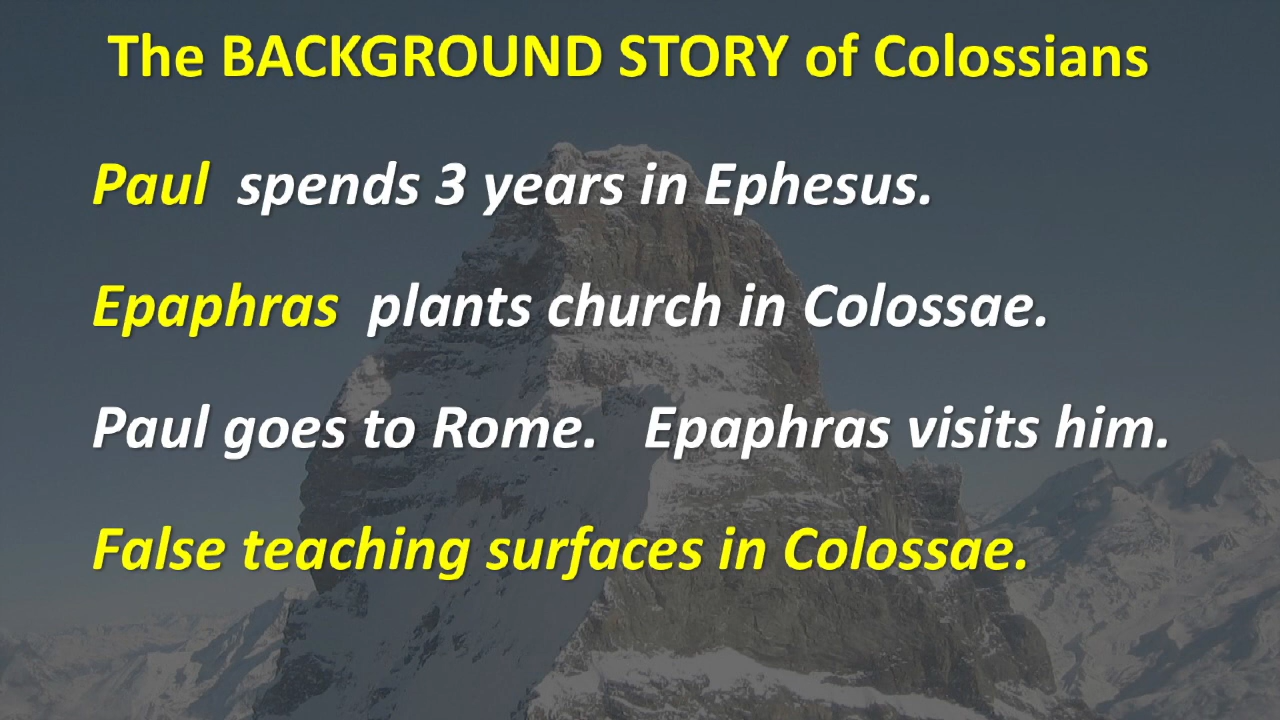 The BACKGROUND STORY of Colossians
Paul spends 3 years in Ephesus.
Epaphras plants church in Colossae.
Paul goes to Rome. Epaphras visits him.
False teaching surfaces in Colossae.